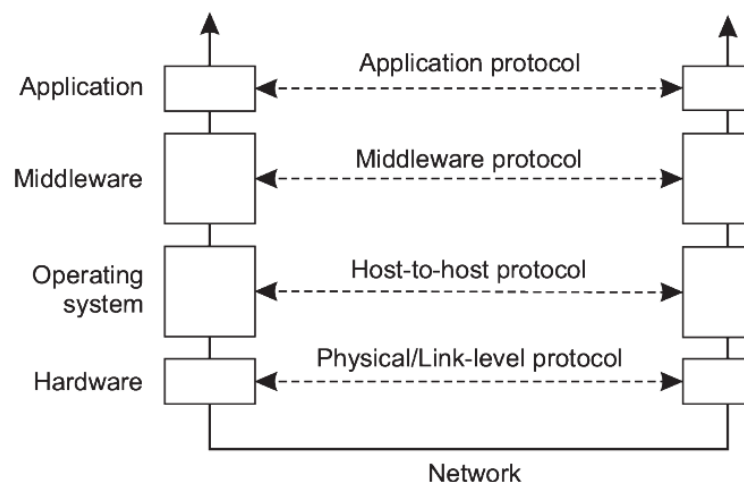 Application
Application protocol
Middleware
Middleware protocol
Operating
system
Host-to-host protocol
Hardware
Physical/Link-level protocol
Network